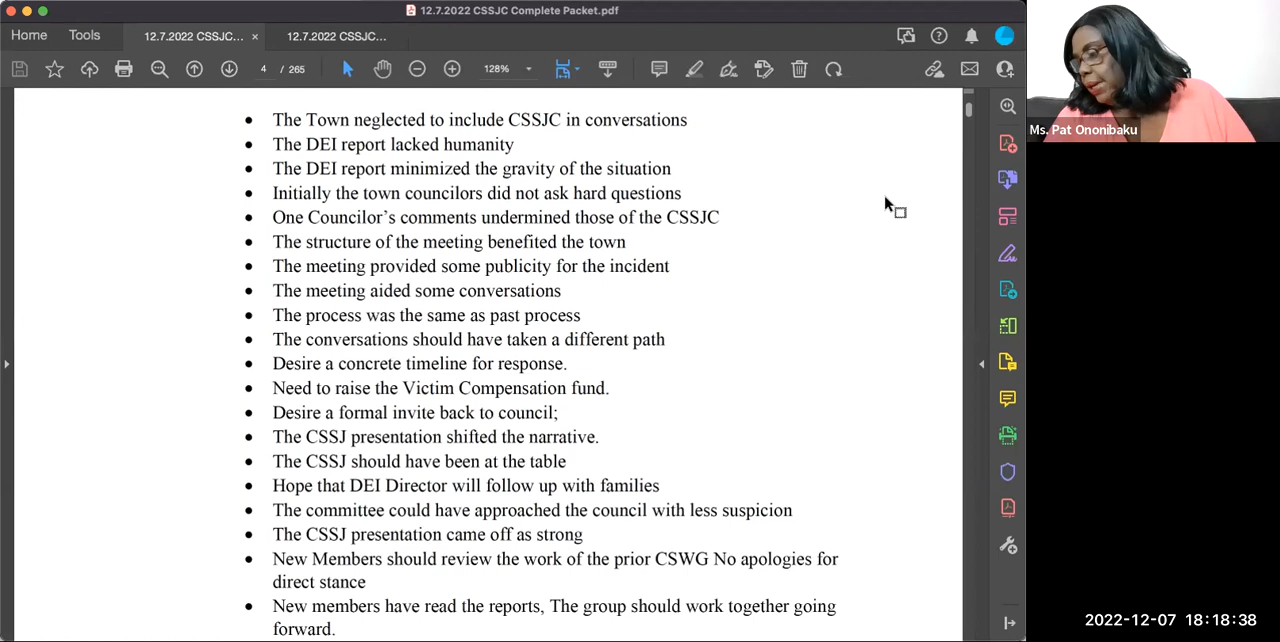 12.7.2022 CSSJC Complete Packet.pdf
Home Tools 12.7.2022 CSSJC... × 12.7.2022 CSSJC...
4 / 265 128%
• The Town neglected to include CSSJC in conversations
• The DEI report lacked humanity
• The DEI report minimized the gravity of the situation
• Initially the town councilors did not ask hard questions
• One Councilor’s comments undermined those of the CSSJC
• The structure of the meeting benefited the town
• The meeting provided some publicity for the incident
• The meeting aided some conversations
• The process was the same as past process
• The conversations should have taken a different path
• Desire a concrete timeline for response.
• Need to raise the Victim Compensation fund.
• Desire a formal invite back to council;
• The CSSJ presentation shifted the narrative.
• The CSSJ should have been at the table
• Hope that DEI Director will follow up with families
• The committee could have approached the council with less suspicion
• The CSSJ presentation came off as strong
• New Members should review the work of the prior CSWG No apologies for
direct stance
• New members have read the reports, The group should work together going
forward.
Ms. Pat Ononibaku
2022-12-07 18:18:38